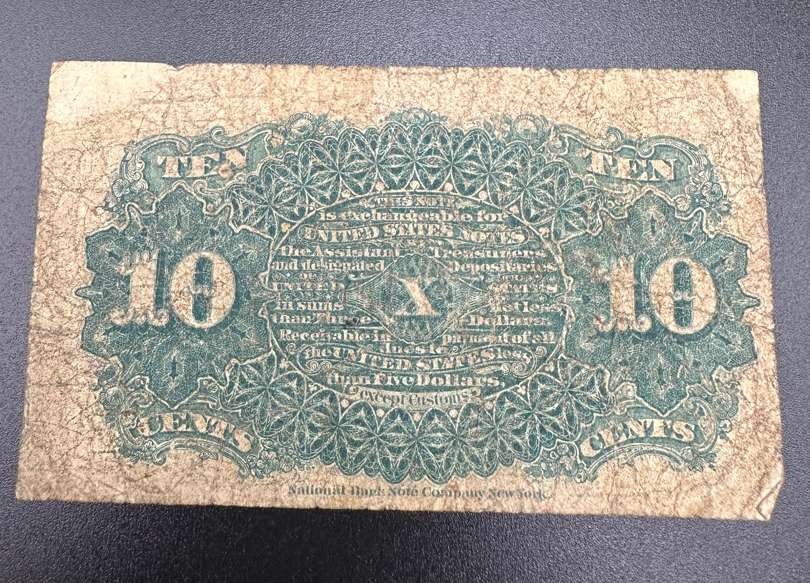 TEN TEN
THIS NOTE
is exchangeable for
UNITED STATES NOTES
the Assistant Treasurers
and designated Depositaries
UNITED STATES
in sums not less
than Three Dollars.
10 X 10
Receivable in payment of all
dues to
the UNITED STATES less
than Five Dollars,
except Customs
CENTS CENTS
National Bank Note Company New York.